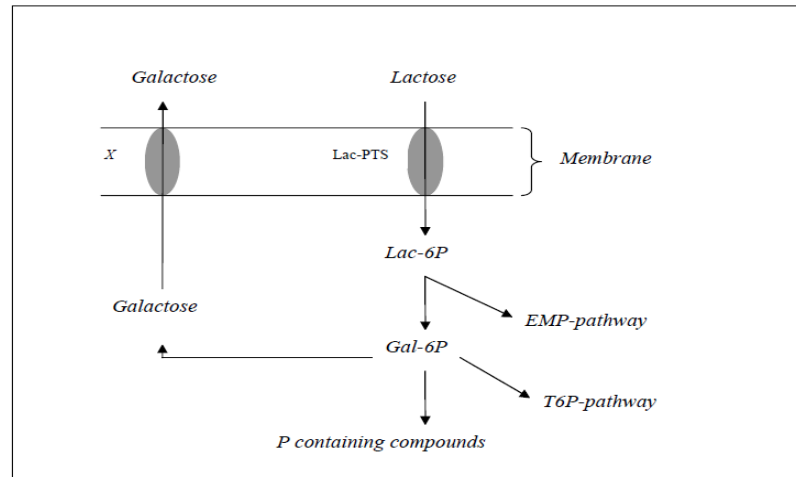 Galactose
Lactose
X
Lac-PTS
Membrane
Lac-6P
Galactose
EMP-pathway
Gal-6P
T6P-pathway
P containing compounds